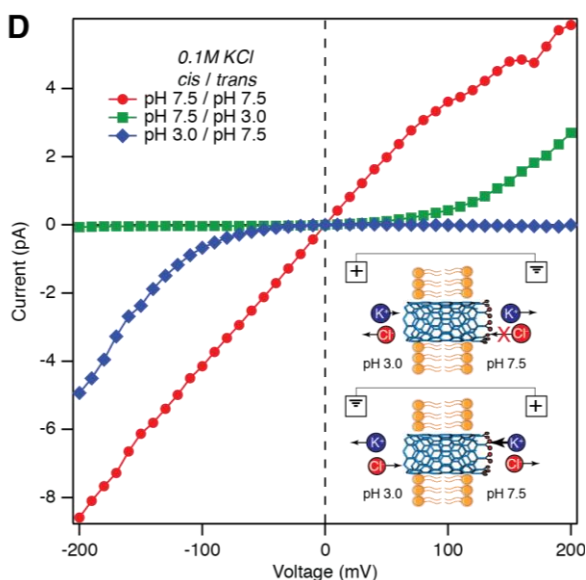 D
0.1M KCl
cis / trans
pH 7.5 / pH 7.5
pH 7.5 / pH 3.0
pH 3.0 / pH 7.5
4
2
0
-2
-4
-6
-8
Current (pA)
+
K⁺
K⁺
Cl⁻
Cl⁻
pH 3.0
pH 7.5
+
K⁺
K⁺
Cl⁻
Cl⁻
pH 3.0
pH 7.5
-200
-100
0
100
200
Voltage (mV)